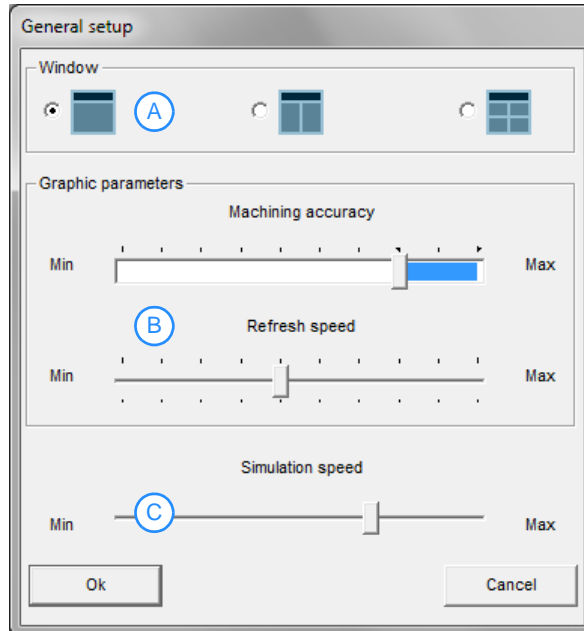 General setup
Window
A
Graphic parameters
Machining accuracy
Min Max
B
Refresh speed
Min Max
Simulation speed
C
Min Max
Ok Cancel